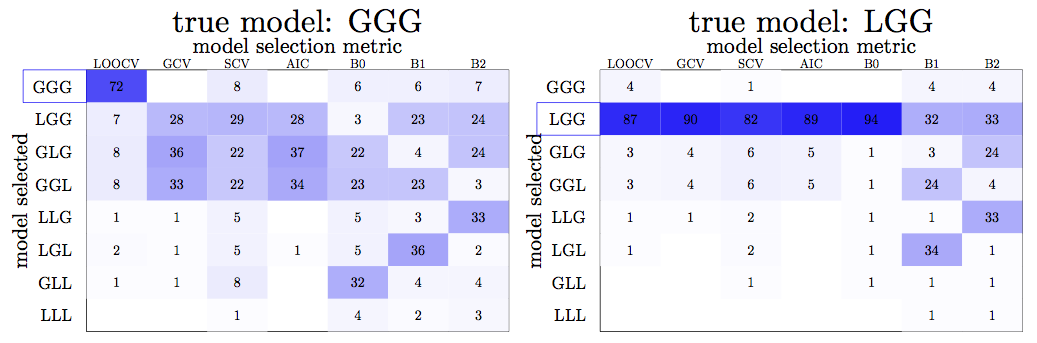 true model: GGG
model selection metric
LOOCV GCV SCV AIC B0 B1 B2
model selected
GGG 72 8 6 6 7
LGG 7 28 29 28 3 23 24
GLG 8 36 22 37 22 4 24
GGL 8 33 22 34 23 23 3
LLG 1 1 5 5 3 33
LGL 2 1 5 1 5 36 2
GLL 1 1 8 32 4 4
LLL 1 4 2 3
true model: LGG
model selection metric
LOOCV GCV SCV AIC B0 B1 B2
model selected
GGG 4 1 4 4
LGG 87 90 82 89 94 32 33
GLG 3 4 6 5 1 3 24
GGL 3 4 6 5 1 24 4
LLG 1 1 2 1 1 33
LGL 1 2 1 34 1
GLL 1 1 1 1
LLL 1 1